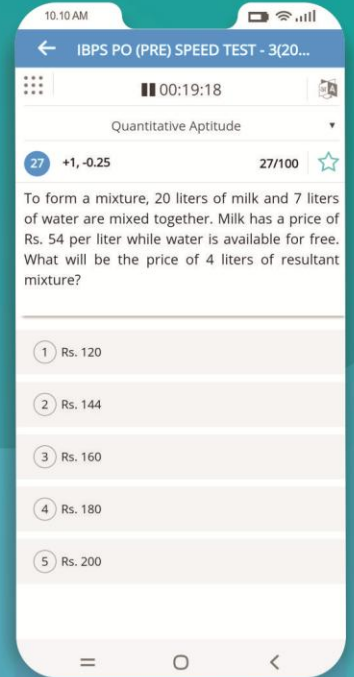 10.10 AM
IBPS PO (PRE) SPEED TEST - 3(20...
00:19:18
Quantitative Aptitude
27 +1, -0.25 27/100
To form a mixture, 20 liters of milk and 7 liters
of water are mixed together. Milk has a price of
Rs. 54 per liter while water is available for free.
What will be the price of 4 liters of resultant
mixture?
1 Rs. 120
2 Rs. 144
3 Rs. 160
4 Rs. 180
5 Rs. 200